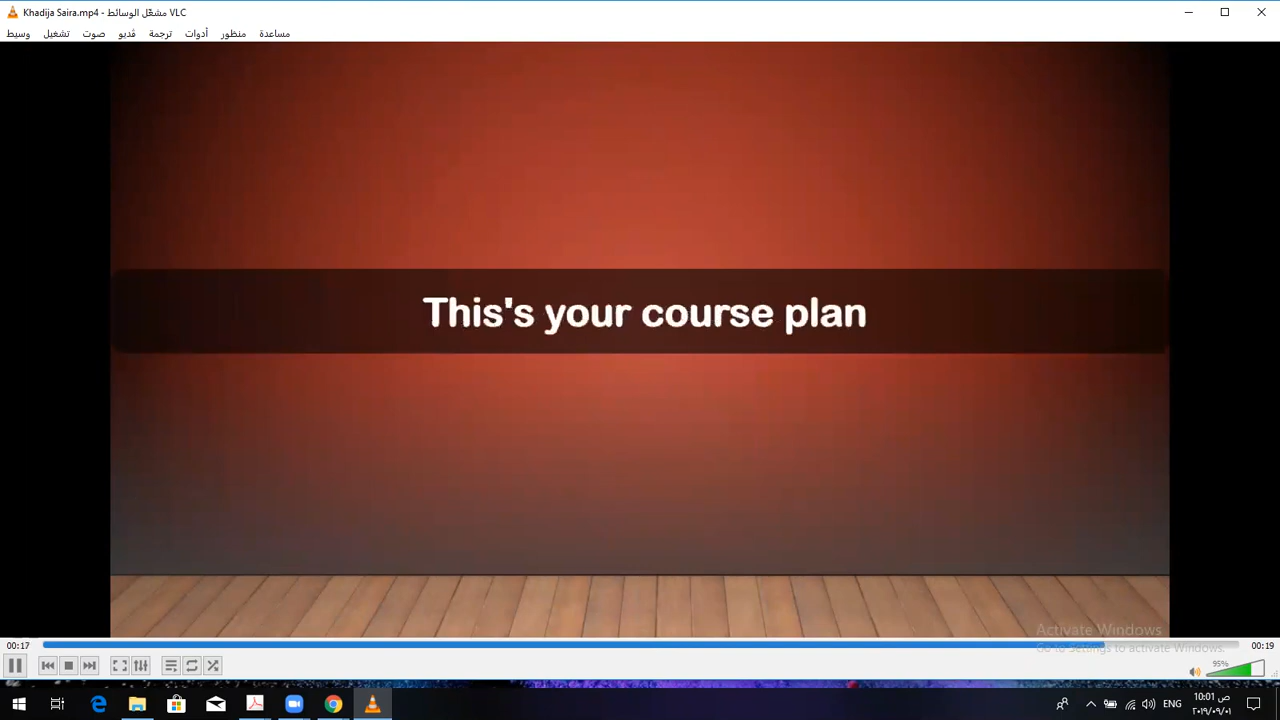 Khadija Saira.mp4 - مشغّل الوسائط VLC
وسيط تشغيل صوت ڤديو أدوات ترجمة منظور مساعدة
This's your course plan
Activate Windows
Go to Settings to activate Windows.
00:17
00:19
95%
ENG
10:01 ص
٢٠١٩/٠٩/٠١